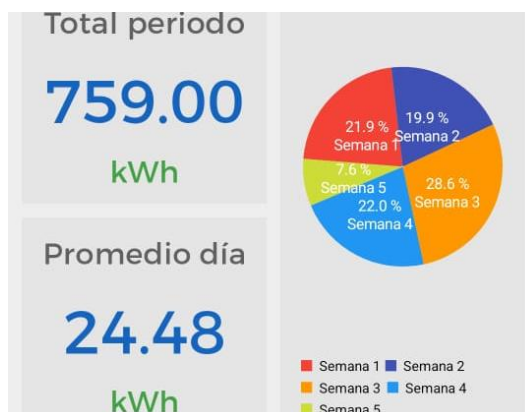 Total periodo
759.00
kWh
Promedio día
24.48
kWh
21.9 %
Semana 1
19.9 %
Semana 2
28.6 %
Semana 3
22.0 %
Semana 4
7.6 %
Semana 5
Semana 1
Semana 2
Semana 3
Semana 4
Semana 5